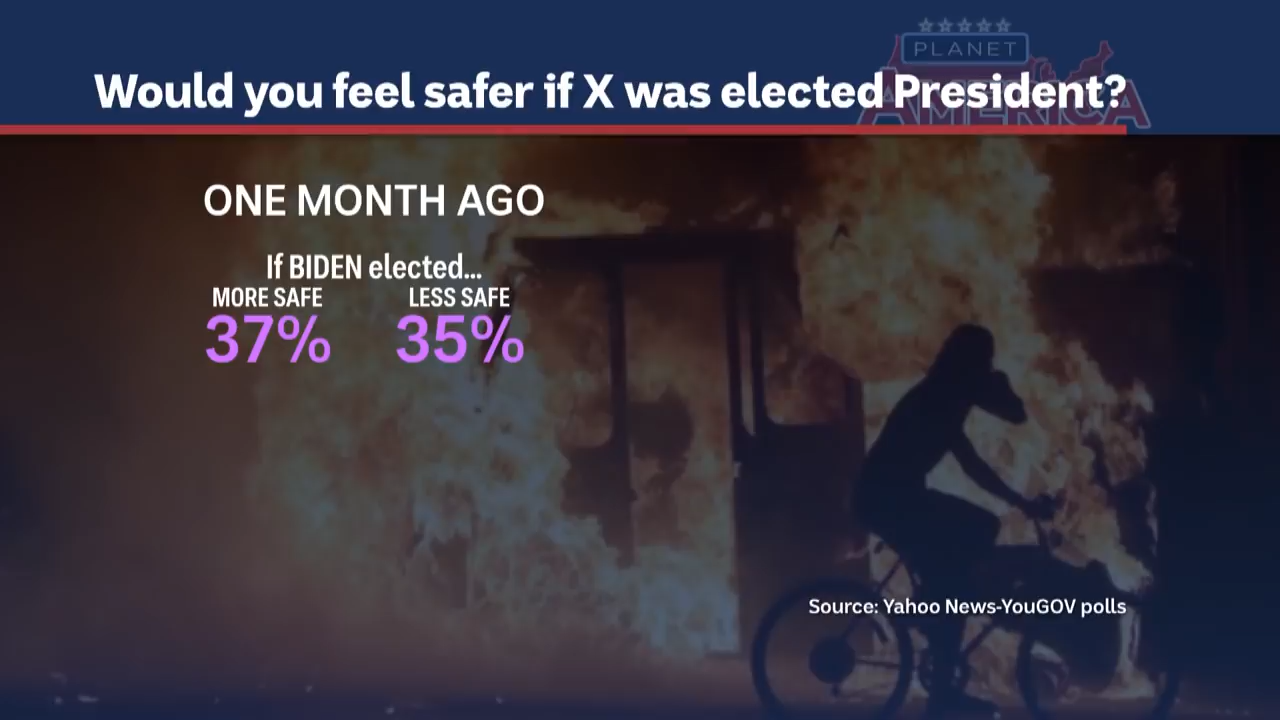 PLANET
AMERICA
Would you feel safer if X was elected President?
ONE MONTH AGO
If BIDEN elected...
MORE SAFE LESS SAFE
37% 35%
Source: Yahoo News-YouGOV polls